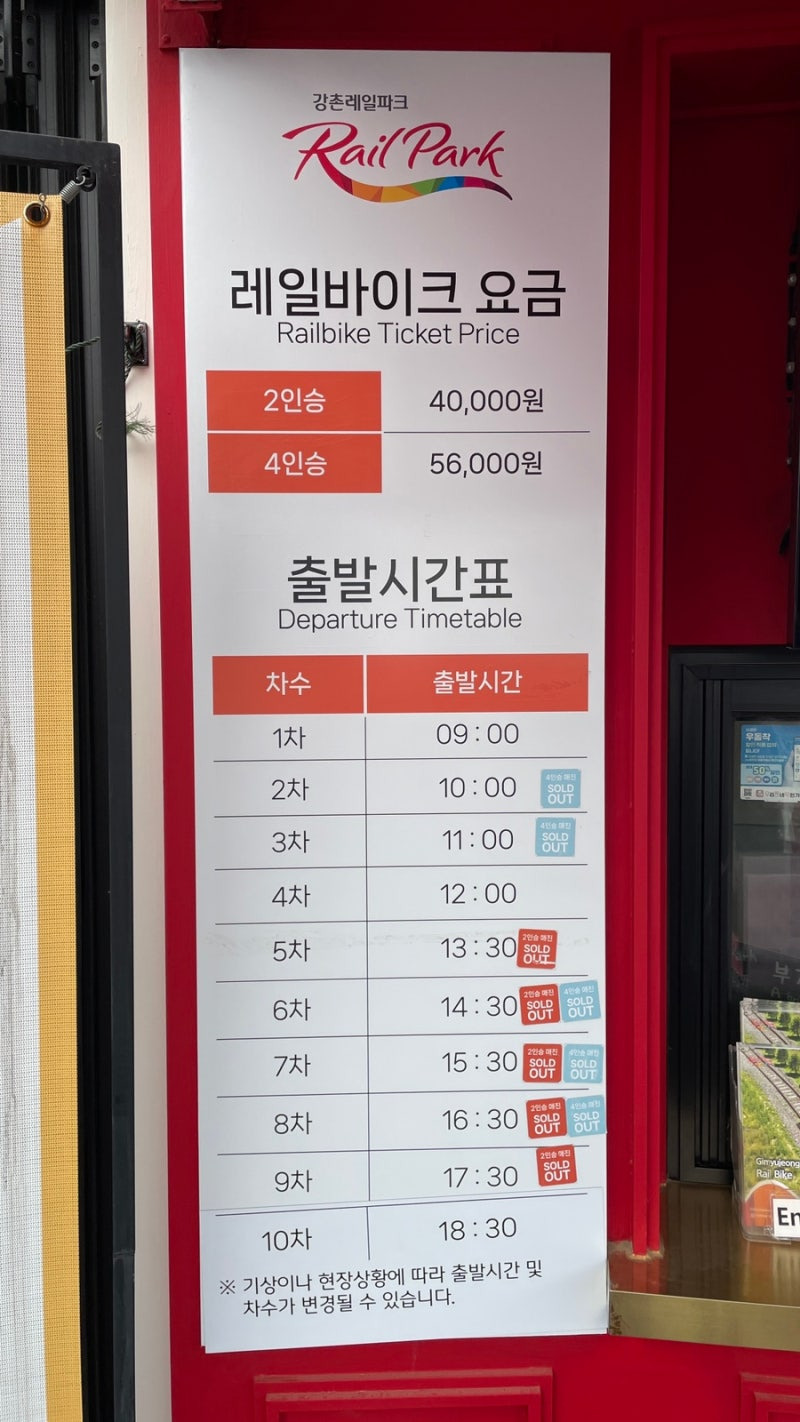 강촌레일파크
Rail Park
레일바이크 요금
Railbike Ticket Price
2인승 40,000원
4인승 56,000원
출발시간표
Departure Timetable
차수 출발시간
1차 09:00
2차 10:00 4인승 매진 SOLD OUT
3차 11:00 4인승 매진 SOLD OUT
4차 12:00
5차 13:30 2인승 매진 SOLD OUT
6차 14:30 2인승 매진 SOLD OUT 4인승 매진 SOLD OUT
7차 15:30 2인승 매진 SOLD OUT 4인승 매진 SOLD OUT
8차 16:30 2인승 매진 SOLD OUT 4인승 매진 SOLD OUT
9차 17:30 2인승 매진 SOLD OUT
10차 18:30
※ 기상이나 현장상황에 따라 출발시간 및
차수가 변경될 수 있습니다.
우동착
50%
Gimyujeong
Rail Bike
En